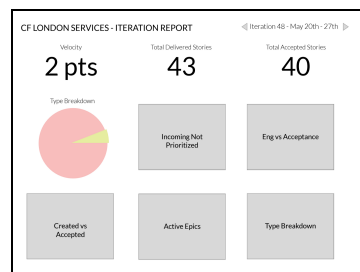 CF LONDON SERVICES - ITERATION REPORT
Iteration 48 - May 20th - 27th
Velocity
Total Delivered Stories
Total Accepted Stories
2 pts
43
40
Type Breakdown
Incoming Not
Prioritized
Eng vs Acceptance
Created vs
Accepted
Active Epics
Type Breakdown